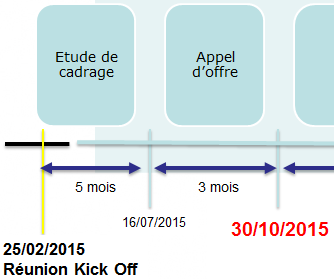 Etude de
cadrage
Appel
d'offre
5 mois
3 mois
16/07/2015
30/10/2015
25/02/2015
Réunion Kick Off